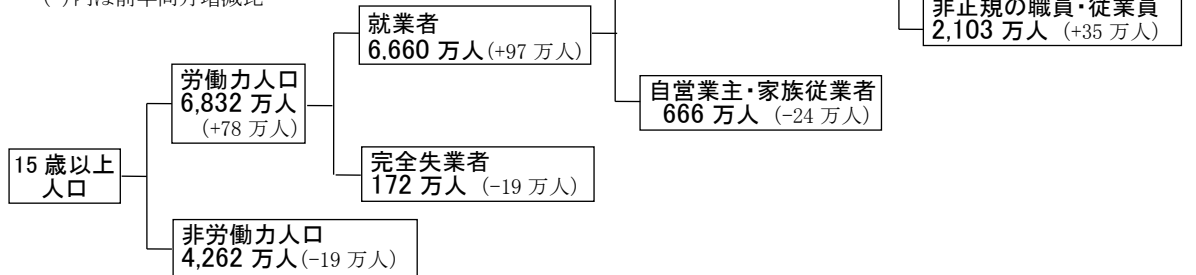 ( )内は前年同月増減比
非正規の職員・従業員
2,103 万人 (+35 万人)
就業者
6,660 万人(+97 万人)
自営業主・家族従業者
666 万人 (-24 万人)
労働力人口
6,832 万人
(+78 万人)
15 歳以上
人口
完全失業者
172 万人 (-19 万人)
非労働力人口
4,262 万人(-19 万人)